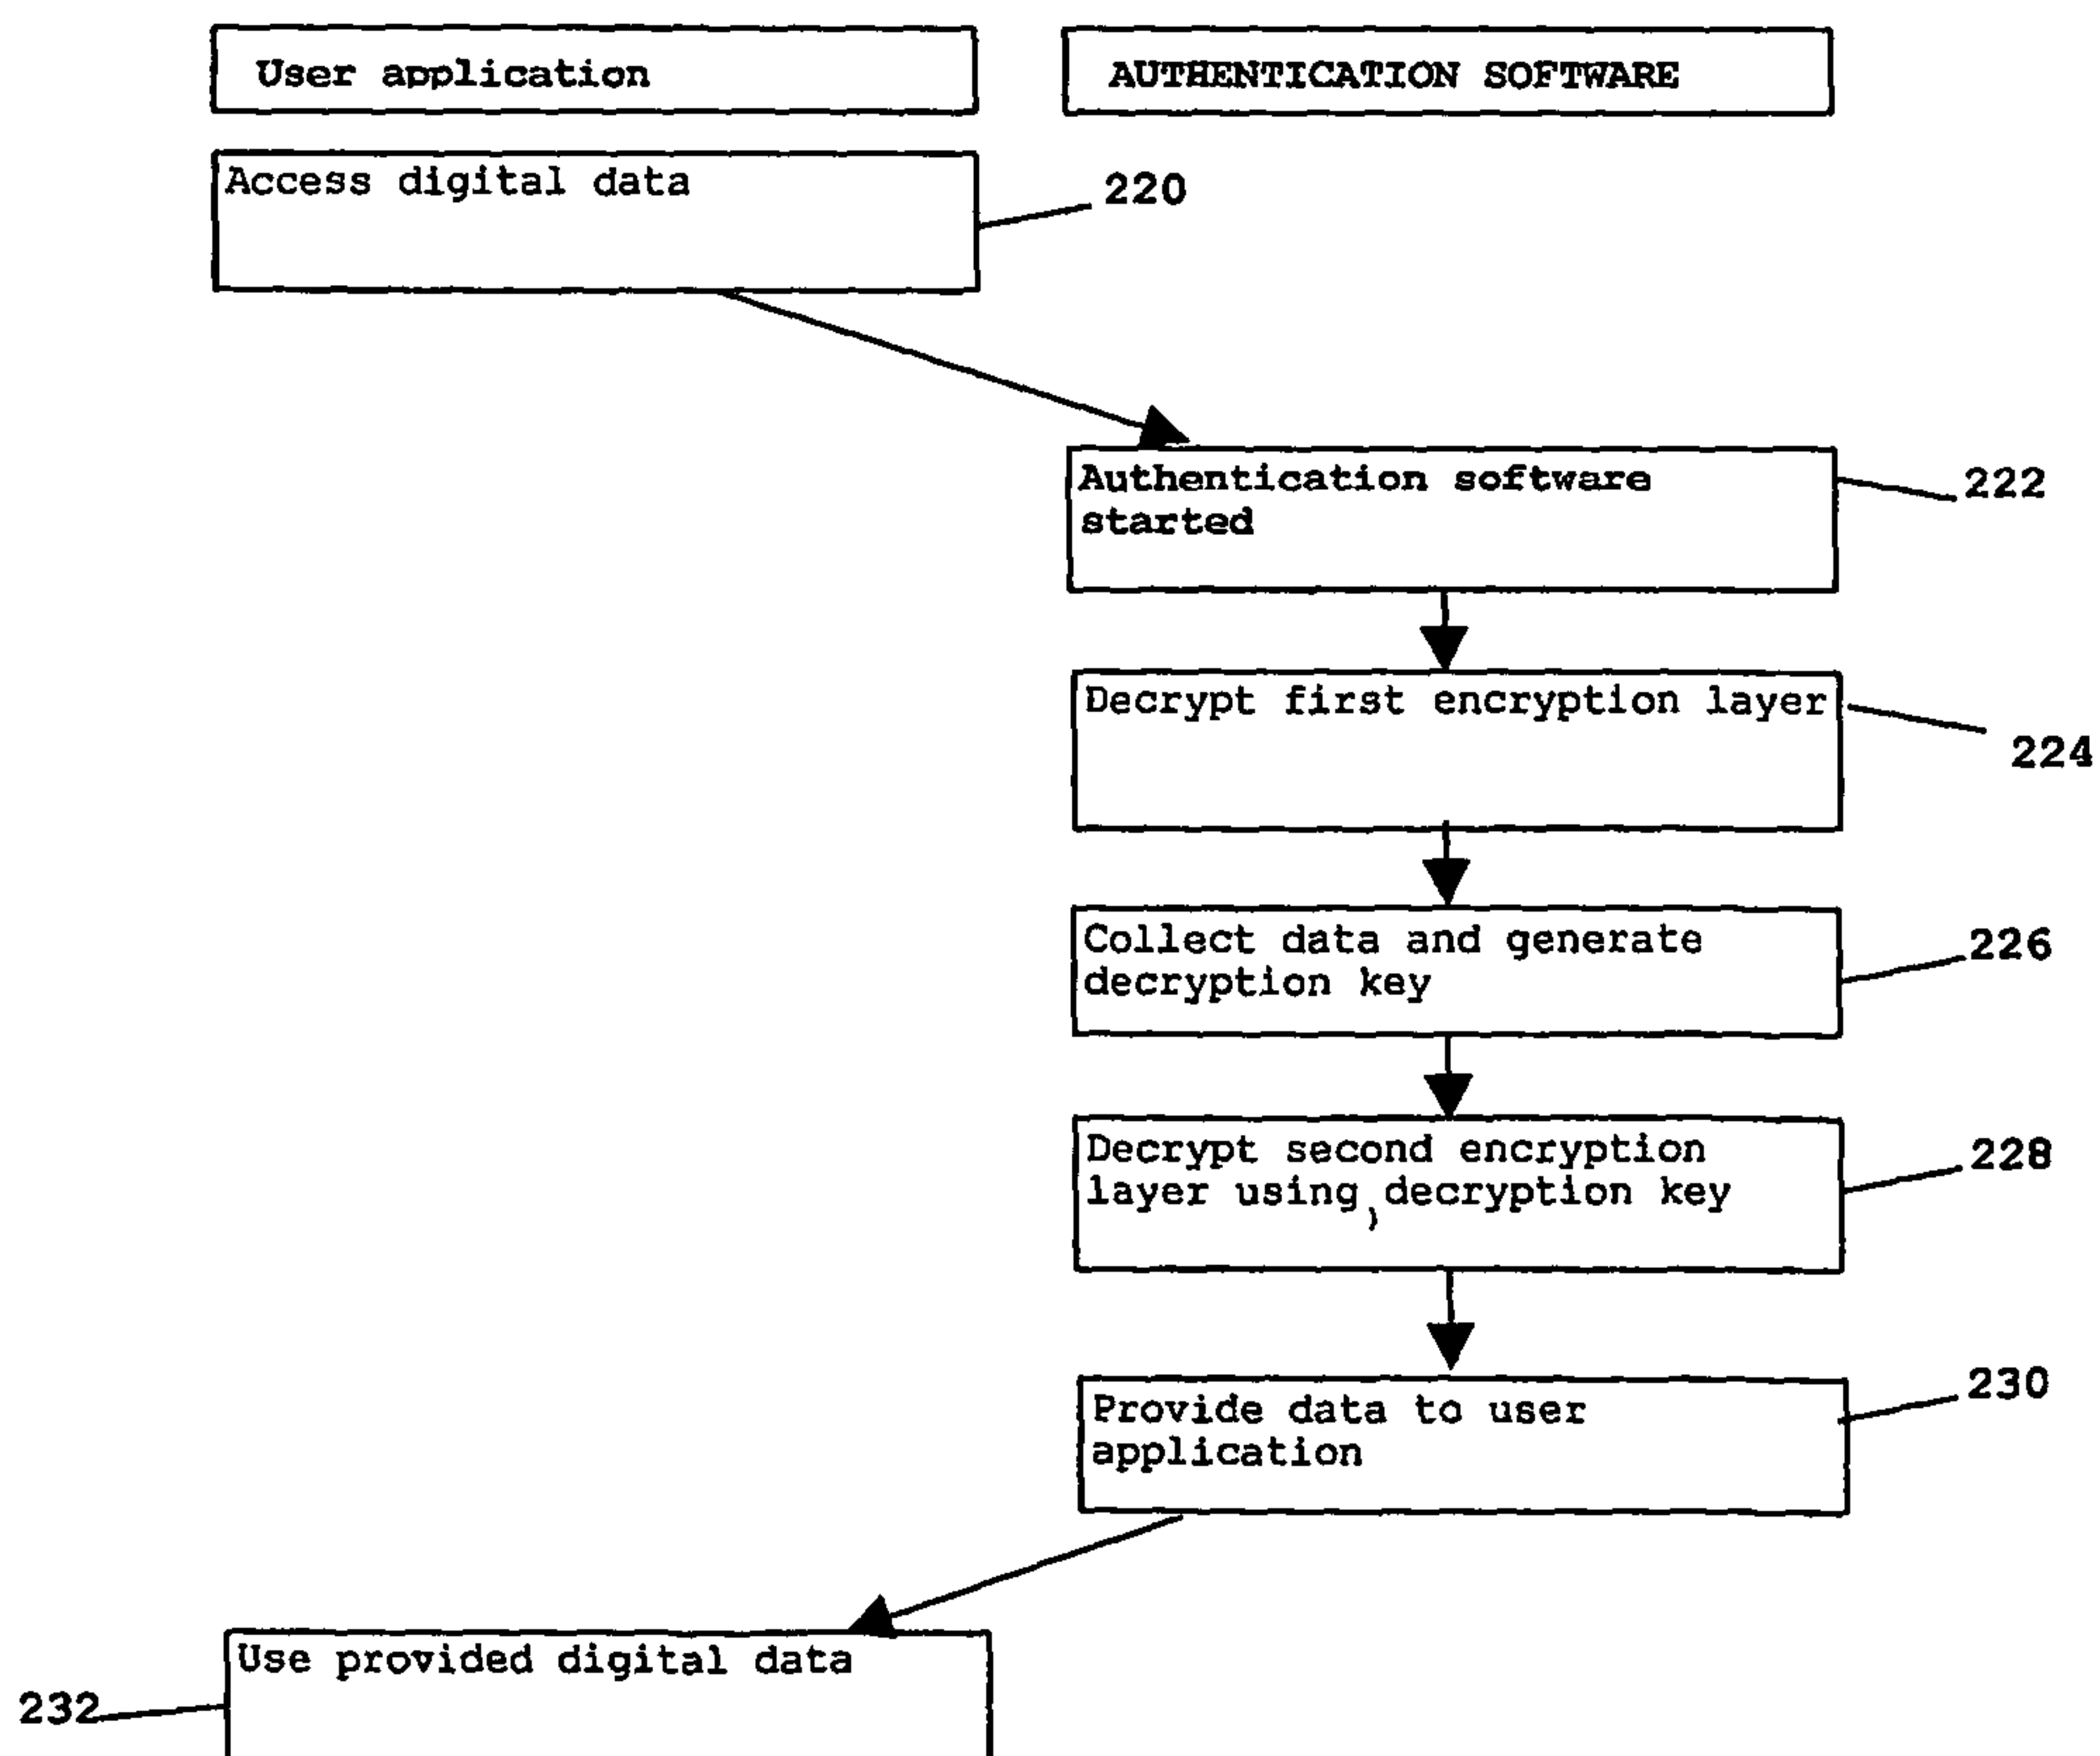 User application
AUTHENTICATION SOFTWARE
Access digital data
220
Authentication software
started
222
Decrypt first encryption layer
224
Collect data and generate
decryption key
226
Decrypt second encryption
layer using decryption key
228
Provide data to user
application
230
Use provided digital data
232